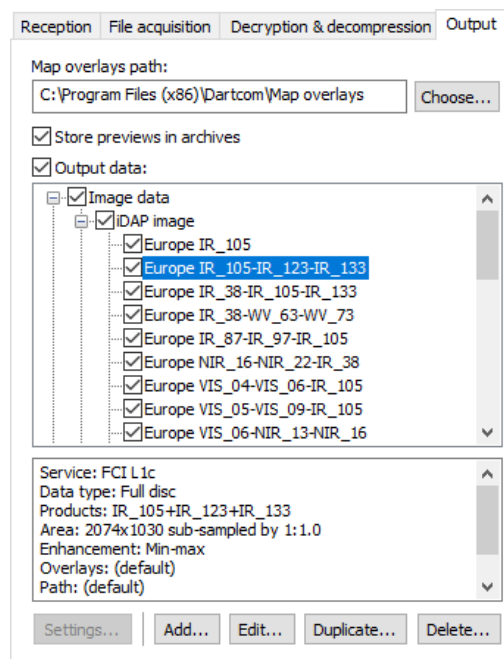 Reception File acquisition Decryption & decompression Output
Map overlays path:
C:\Program Files (x86)\Dartcom\Map overlays Choose...
Store previews in archives
Output data:
Image data
iDAP image
Europe IR_105
Europe IR_105-IR_123-IR_133
Europe IR_38-IR_105-IR_133
Europe IR_38-WV_63-WV_73
Europe IR_87-IR_97-IR_105
Europe NIR_16-NIR_22-IR_38
Europe VIS_04-VIS_06-IR_105
Europe VIS_05-VIS_09-IR_105
Europe VIS_06-NIR_13-NIR_16
Service: FCI L1c
Data type: Full disc
Products: IR_105+IR_123+IR_133
Area: 2074x1030 sub-sampled by 1:1.0
Enhancement: Min-max
Overlays: (default)
Path: (default)
Settings... Add... Edit... Duplicate... Delete...